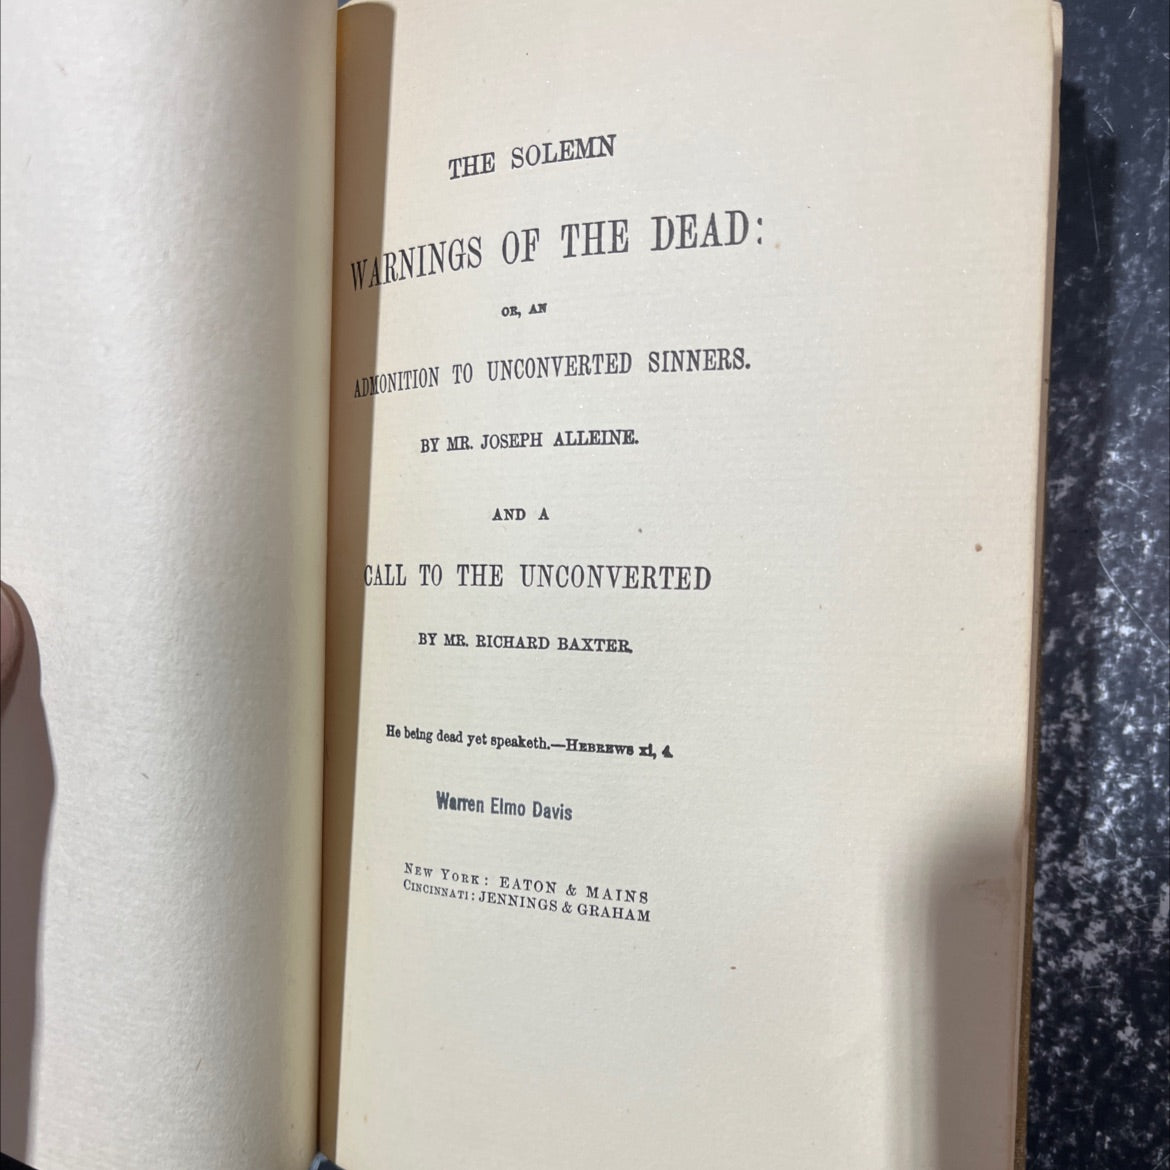 THE SOLEMN
WARNINGS OF THE DEAD:
OR, AN
ADMONITION TO UNCONVERTED SINNERS.
BY MR. JOSEPH ALLEINE.
AND A
CALL TO THE UNCONVERTED
BY MR. RICHARD BAXTER.
He being dead yet speaketh.—HEBREWS xi, 4.
Warren Elmo Davis
NEW YORK: EATON & MAINS
CINCINNATI: JENNINGS & GRAHAM